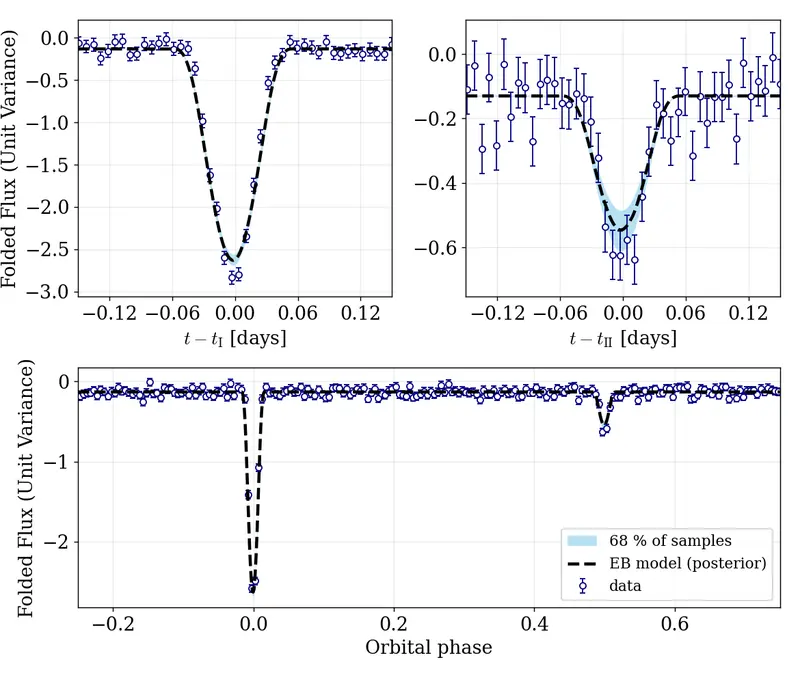 Folded Flux (Unit Variance)
0.0
−0.5
−1.0
−1.5
−2.0
−2.5
−3.0
−0.12 −0.06 0.00 0.06 0.12
t − tI [days]
0.0
−0.2
−0.4
−0.6
−0.12 −0.06 0.00 0.06 0.12
t − tII [days]
Folded Flux (Unit Variance)
0
−1
−2
68 % of samples
EB model (posterior)
data
−0.2 0.0 0.2 0.4 0.6
Orbital phase